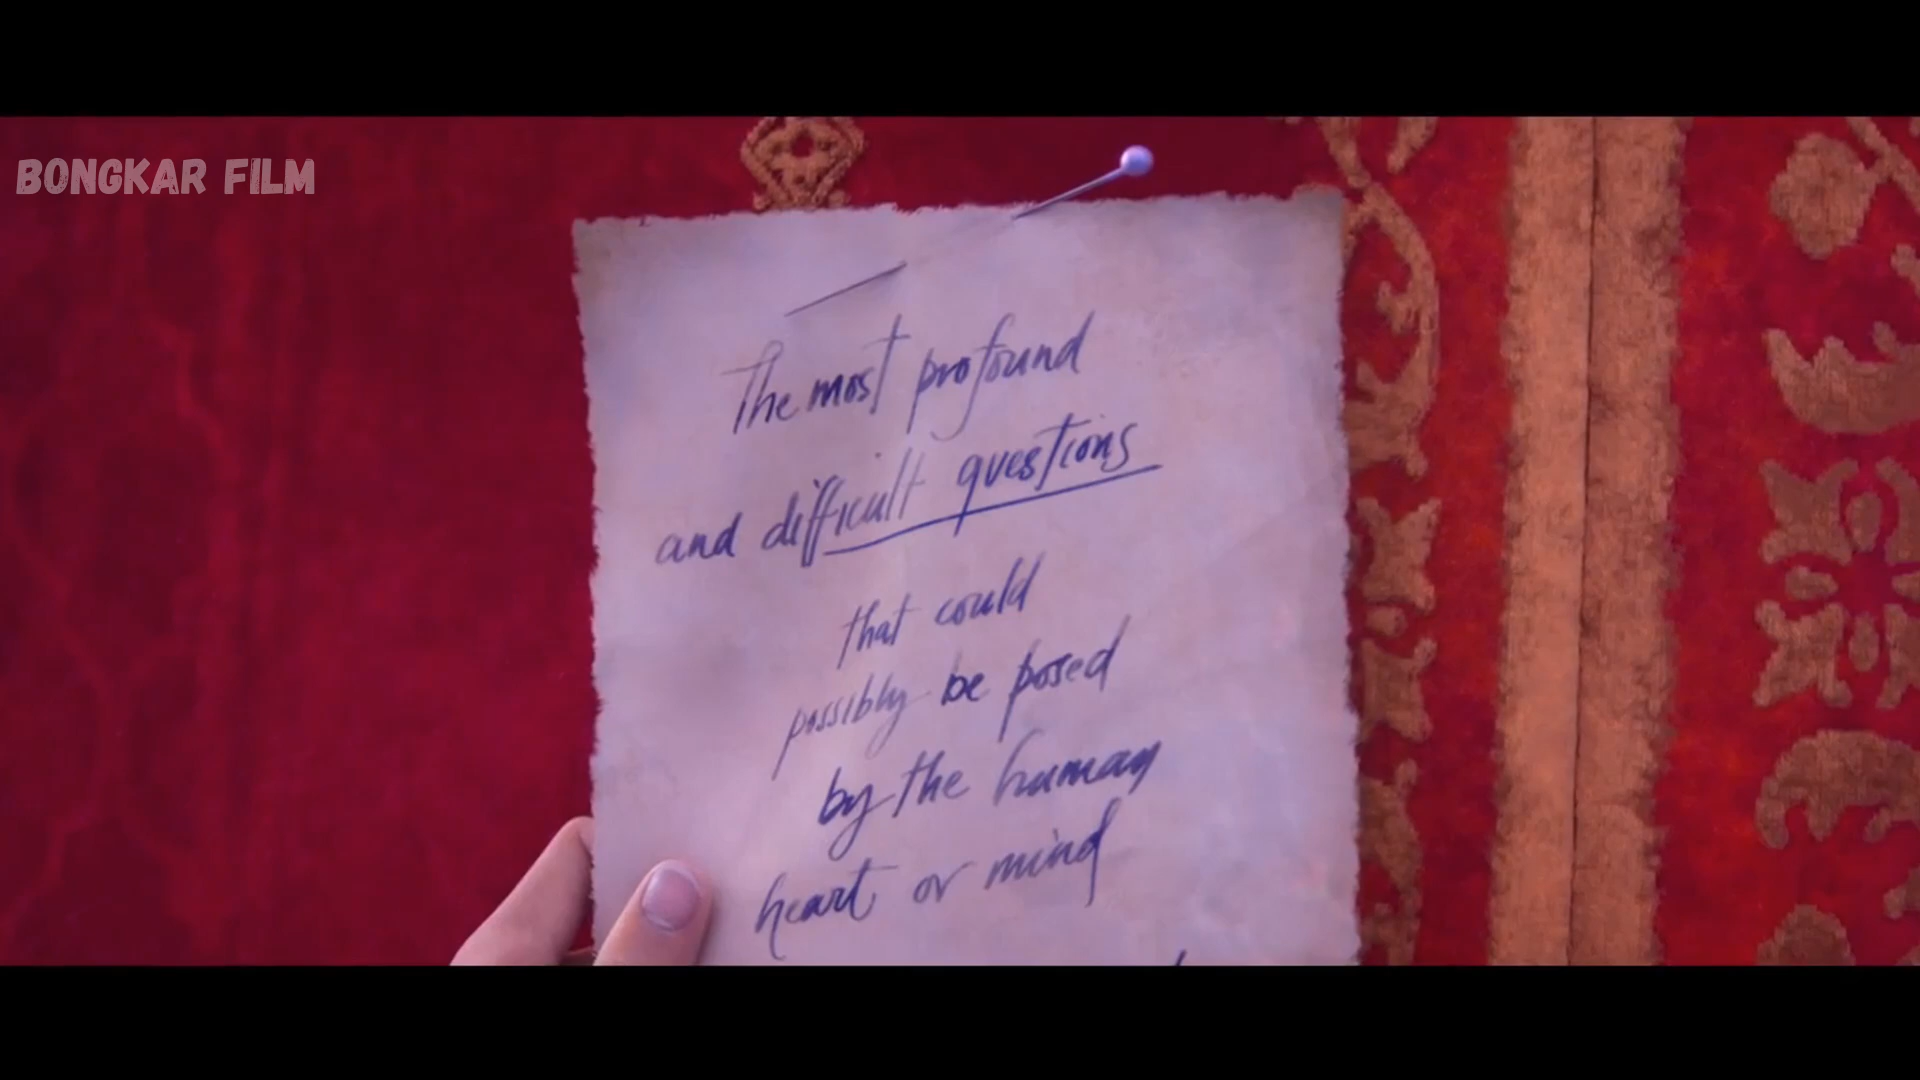 BONGKAR FILM
The most profound
and difficult questions
that could
possibly be posed
by the human
heart or mind